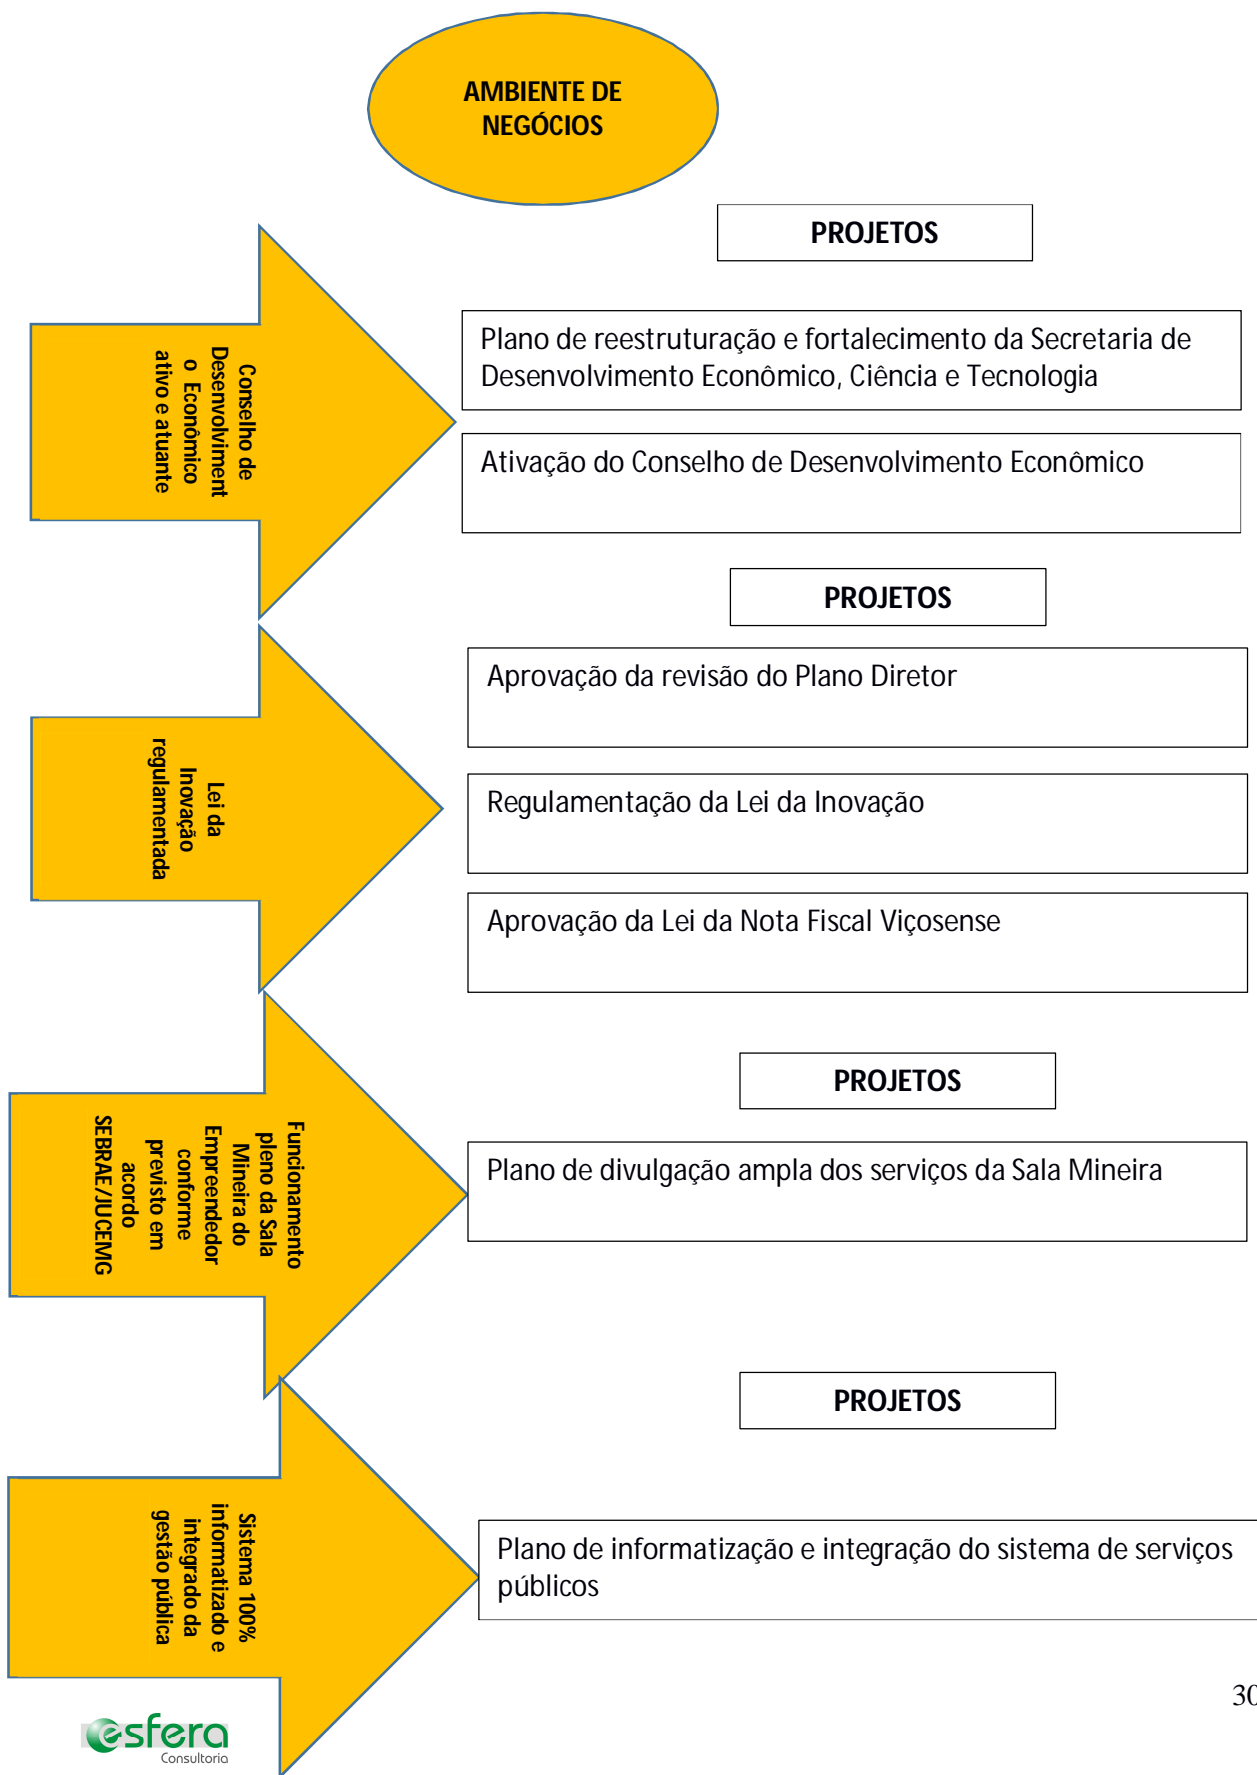 AMBIENTE DE
NEGÓCIOS
PROJETOS
Conselho de
Desenvolviment
o Econômico
ativo e atuante
Plano de reestruturação e fortalecimento da Secretaria de
Desenvolvimento Econômico, Ciência e Tecnologia
Ativação do Conselho de Desenvolvimento Econômico
PROJETOS
Lei da
Inovação
regulamentada
Aprovação da revisão do Plano Diretor
Regulamentação da Lei da Inovação
Aprovação da Lei da Nota Fiscal Viçosense
PROJETOS
Funcionamento
pleno da Sala
Mineira do
Empreendedor
conforme
previsto em
acordo
SEBRAE/JUCEMG
Plano de divulgação ampla dos serviços da Sala Mineira
PROJETOS
Sistema 100%
informatizado e
integrado da
gestão pública
Plano de informatização e integração do sistema de serviços
públicos
30
esfera
Consultoria